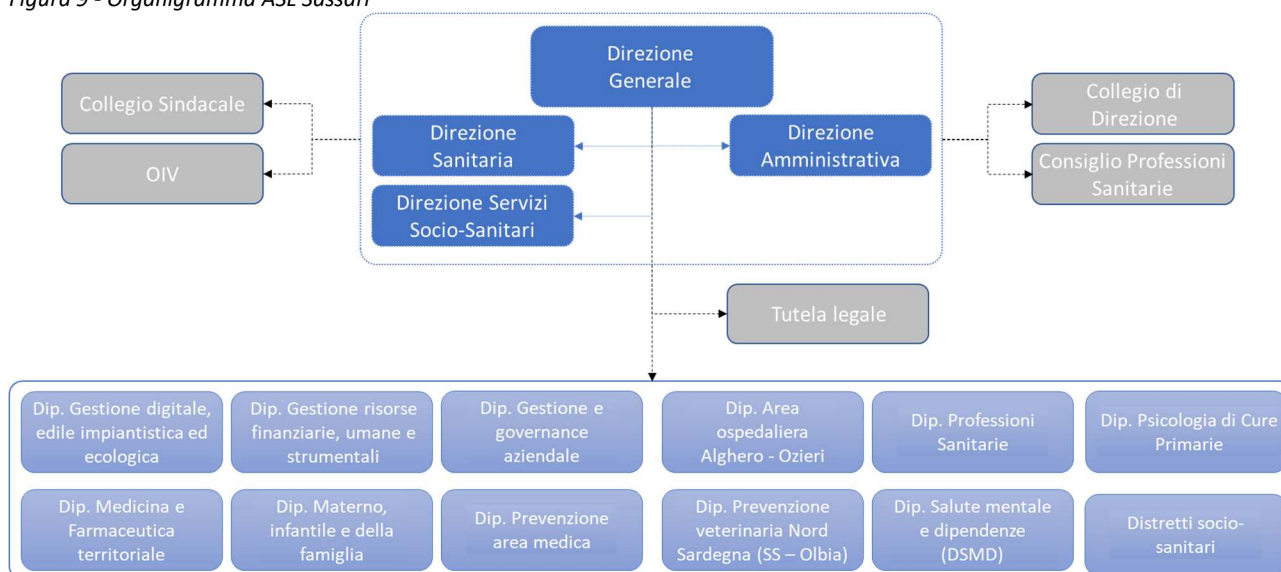 Figura 9 - Organigramma ASL Sassari
Direzione
Generale
Collegio Sindacale
Collegio di
Direzione
Direzione
Sanitaria
Direzione
Amministrativa
OIV
Consiglio Professioni
Sanitarie
Direzione Servizi
Socio-Sanitari
Tutela legale
Dip. Gestione digitale,
edile impiantistica ed
ecologica
Dip. Gestione risorse
finanziarie, umane e
strumentali
Dip. Gestione e
governance
aziendale
Dip. Area
ospedaliera
Alghero - Ozieri
Dip. Professioni
Sanitarie
Dip. Psicologia di Cure
Primarie
Dip. Medicina e
Farmaceutica
territoriale
Dip. Materno,
infantile e della
famiglia
Dip. Prevenzione
area medica
Dip. Prevenzione
veterinaria Nord
Sardegna (SS – Olbia)
Dip. Salute mentale
e dipendenze
(DSMD)
Distretti socio-
sanitari